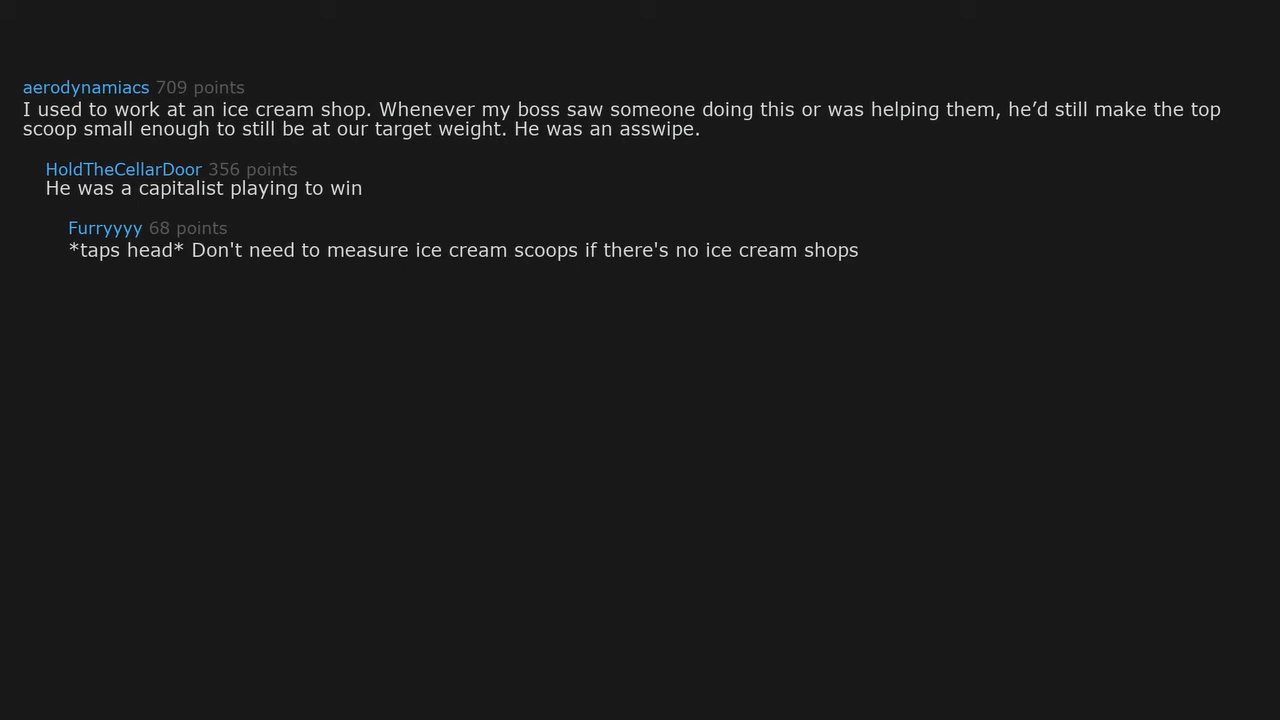 aerodynamiacs 709 points
I used to work at an ice cream shop. Whenever my boss saw someone doing this or was helping them, he’d still make the top
scoop small enough to still be at our target weight. He was an asswipe.
HoldTheCellarDoor 356 points
He was a capitalist playing to win
Furryyyy 68 points
*taps head* Don't need to measure ice cream scoops if there's no ice cream shops